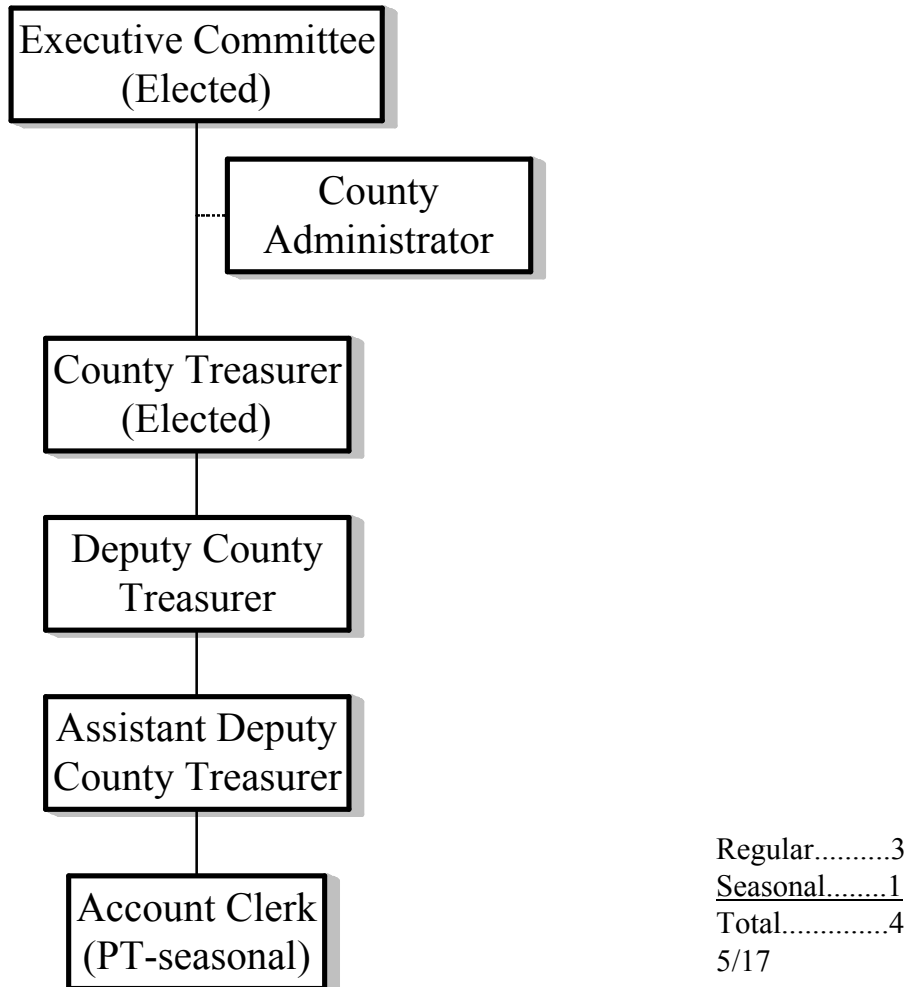 Executive Committee
(Elected)
County
Administrator
County Treasurer
(Elected)
Deputy County
Treasurer
Assistant Deputy
County Treasurer
Account Clerk
(PT-seasonal)
Regular..........3
Seasonal........1
Total.............4
5/17